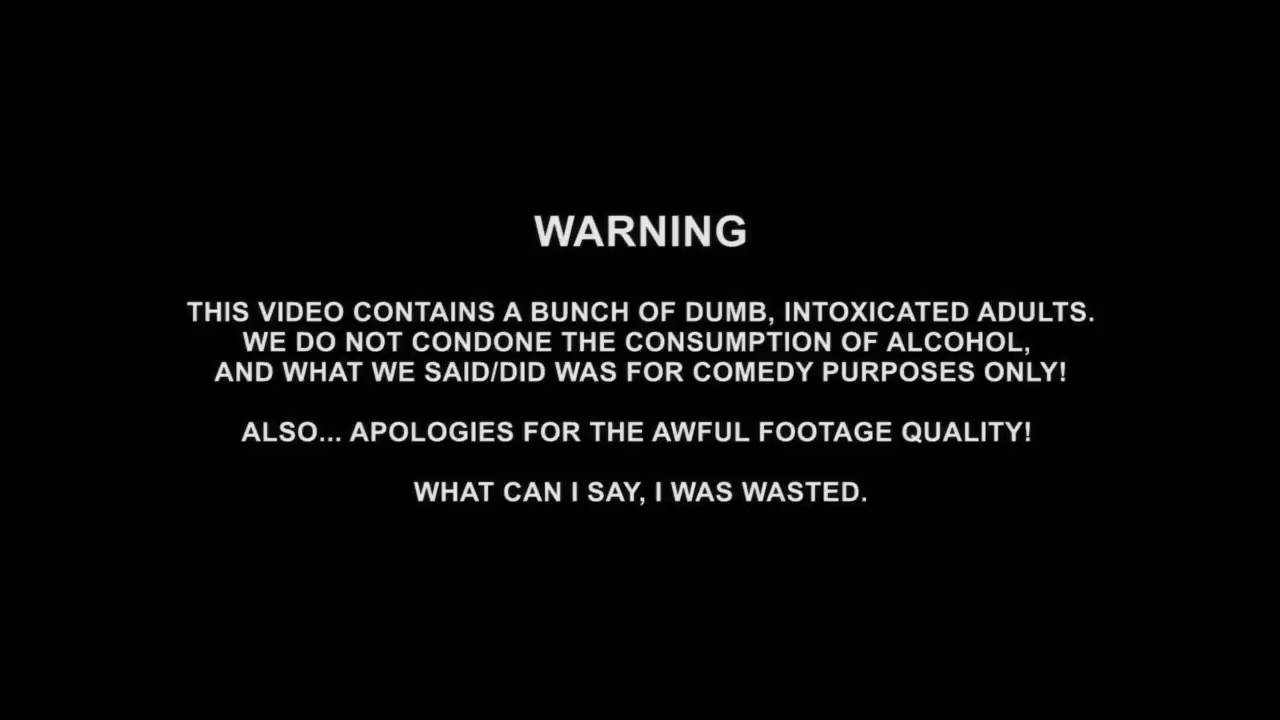 WARNING
THIS VIDEO CONTAINS A BUNCH OF DUMB, INTOXICATED ADULTS.
WE DO NOT CONDONE THE CONSUMPTION OF ALCOHOL,
AND WHAT WE SAID/DID WAS FOR COMEDY PURPOSES ONLY!
ALSO... APOLOGIES FOR THE AWFUL FOOTAGE QUALITY!
WHAT CAN I SAY, I WAS WASTED.